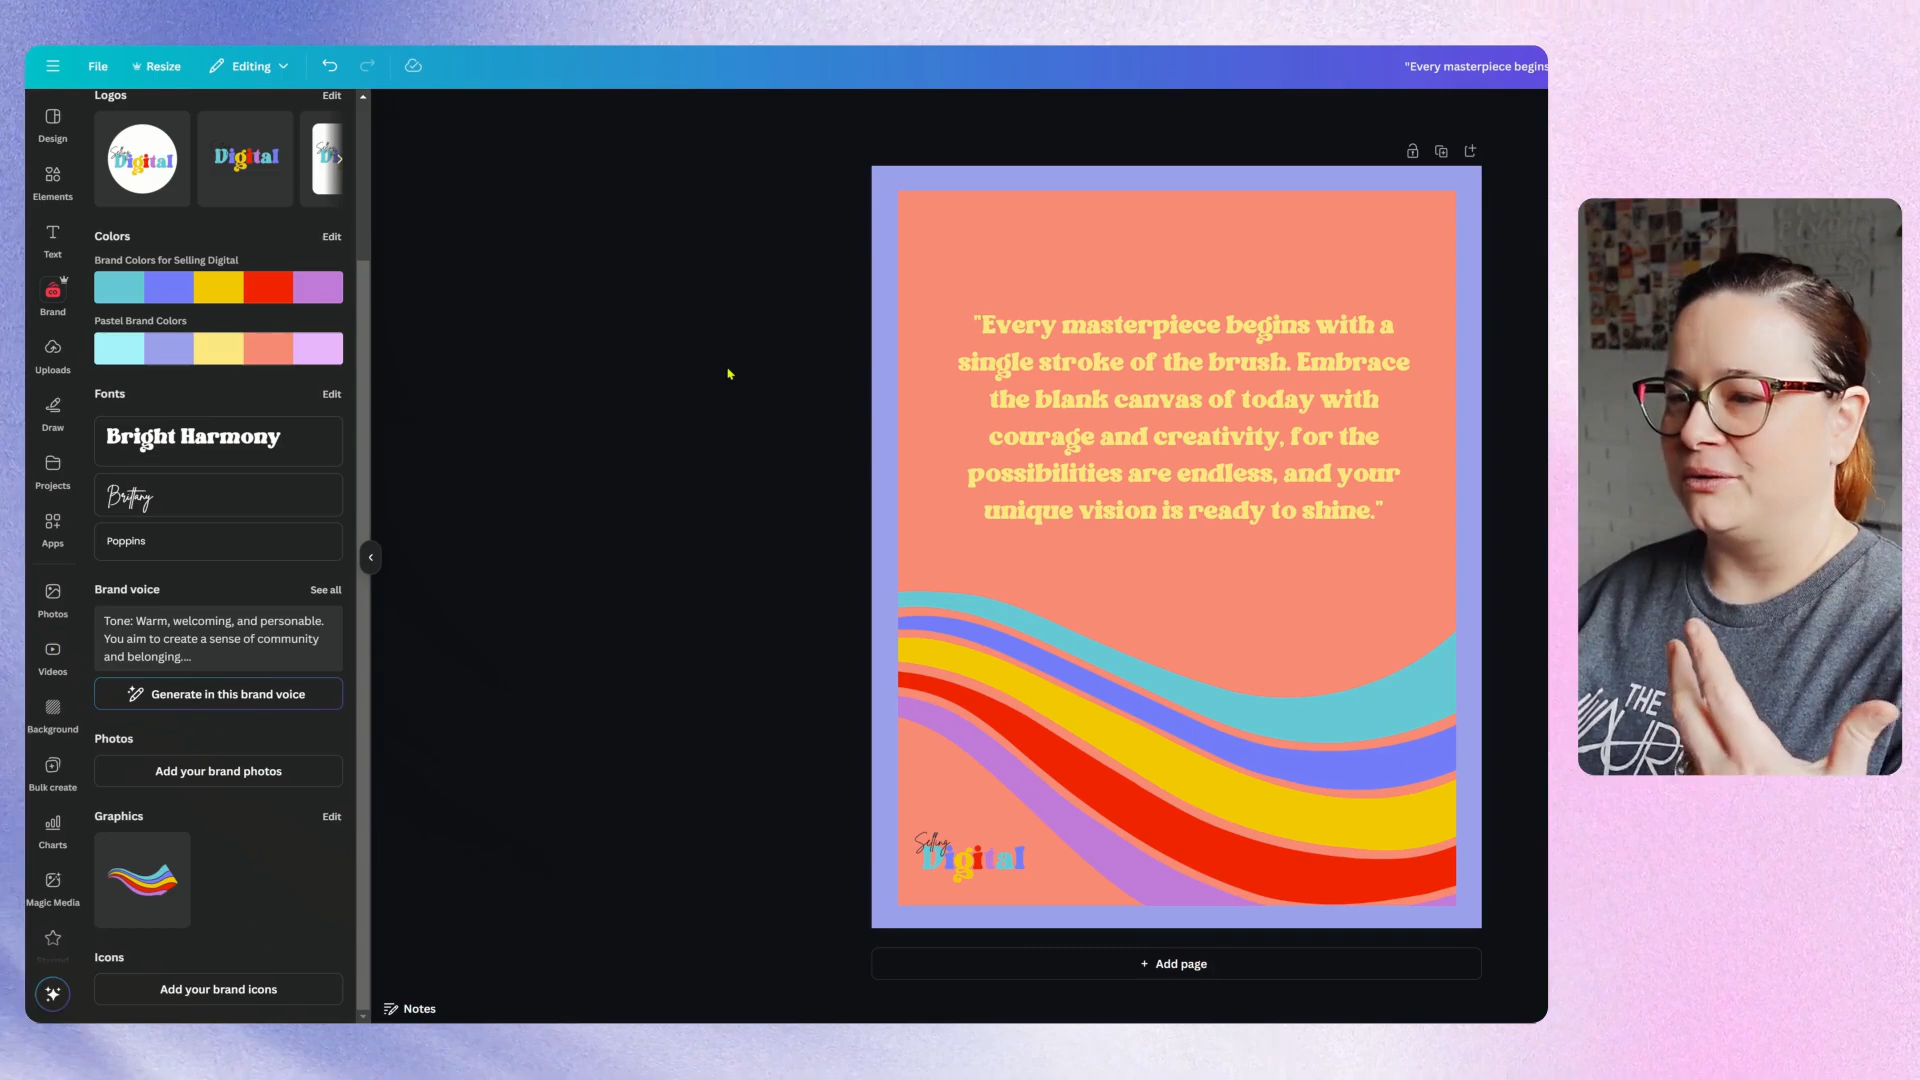 File
Resize
Editing
"Every masterpiece begins
Design
Elements
Text
Brand
Uploads
Draw
Projects
Apps
Photos
Videos
Background
Bulk create
Charts
Magic Media
Logos
Edit
Selling
Digital
Digital
Colors
Edit
Brand Colors for Selling Digital
Pastel Brand Colors
Fonts
Edit
Bright Harmony
Brittany
Poppins
Brand voice
See all
Tone: Warm, welcoming, and personable.
You aim to create a sense of community
and belonging....
Generate in this brand voice
Photos
Add your brand photos
Graphics
Edit
Icons
Add your brand icons
"Every masterpiece begins with a
single stroke of the brush. Embrace
the blank canvas of today with
courage and creativity, for the
possibilities are endless, and your
unique vision is ready to shine."
Selling
Digital
+ Add page
Notes
THE